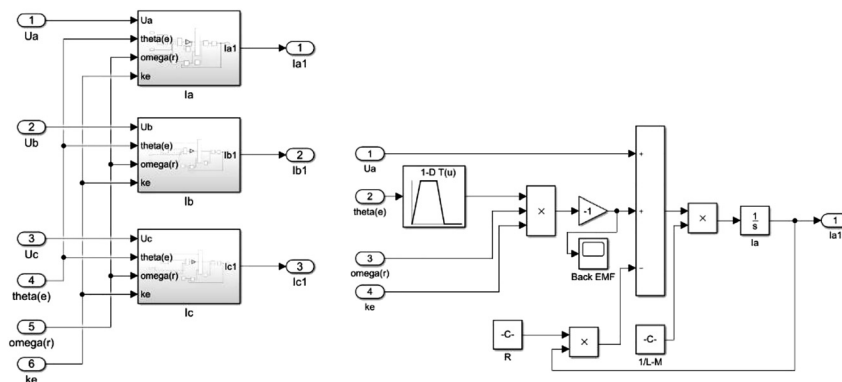 1
Ua
Ua
theta(e)
omega(r)
ke
Ia1
Ia
1
Ia1
2
Ub
Ub
theta(e)
omega(r)
ke
Ib1
Ib
2
Ib1
3
Uc
Uc
theta(e)
omega(r)
ke
Ic1
Ic
3
Ic1
4
theta(e)
5
omega(r)
6
ke
1
Ua
2
theta(e)
1-D T(u)
3
omega(r)
4
ke
×
-1
Back EMF
+
+
−
-C-
R
×
-C-
1/L-M
×
1
s
Ia
1
Ia1